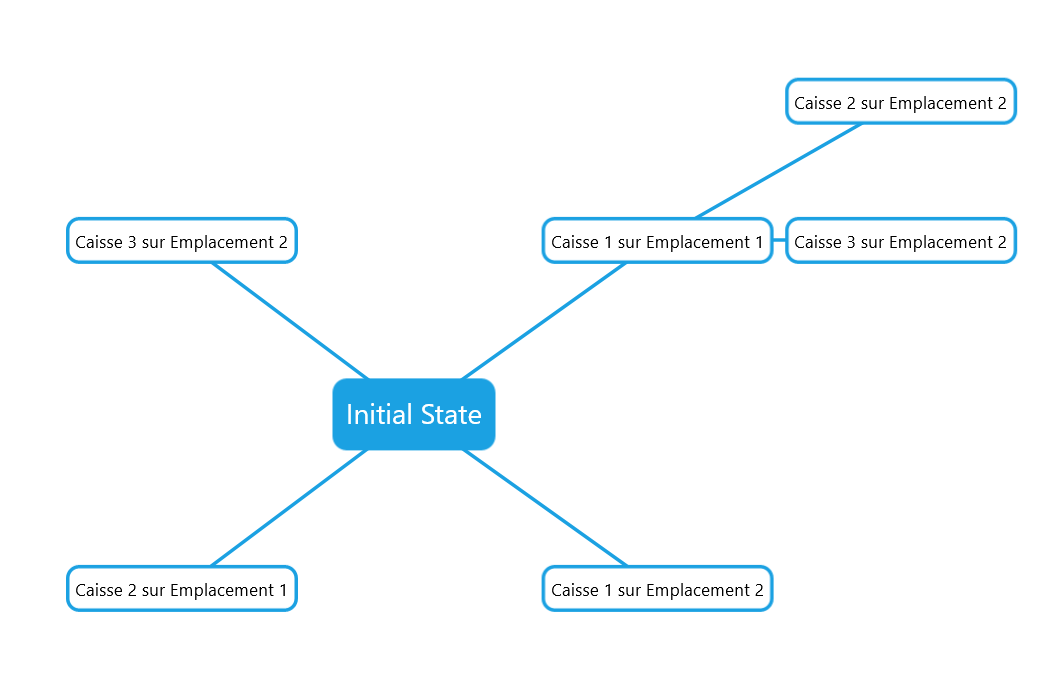 Caisse 2 sur Emplacement 2
Caisse 3 sur Emplacement 2
Caisse 1 sur Emplacement 1
Caisse 3 sur Emplacement 2
Initial State
Caisse 2 sur Emplacement 1
Caisse 1 sur Emplacement 2